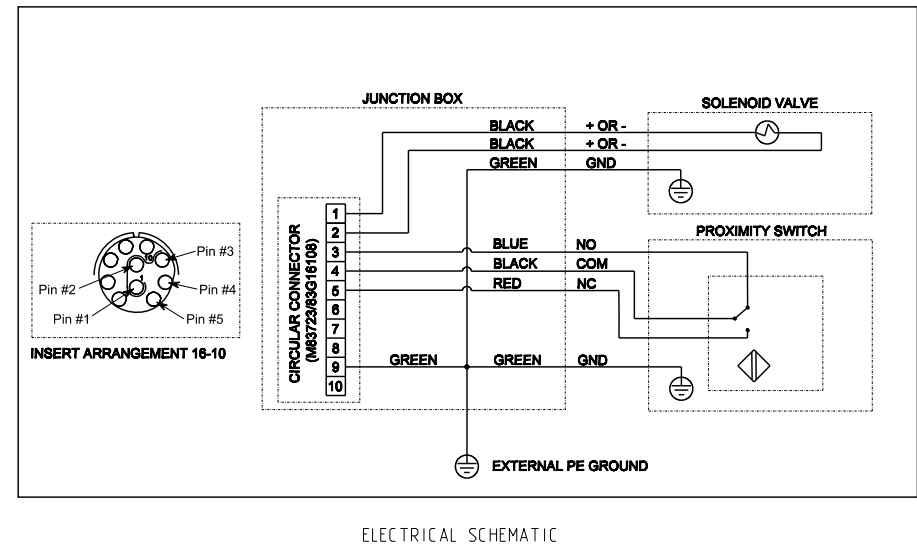 JUNCTION BOX
SOLENOID VALVE
BLACK + OR -
BLACK + OR -
GREEN GND
PROXIMITY SWITCH
BLUE NO
BLACK COM
RED NC
GREEN GREEN GND
CIRCULAR CONNECTOR
(M83723/83G16108)
1
2
3
4
5
6
7
8
9
10
10
1
Pin #3
Pin #2
Pin #4
Pin #1
Pin #5
INSERT ARRANGEMENT 16-10
EXTERNAL PE GROUND
ELECTRICAL SCHEMATIC